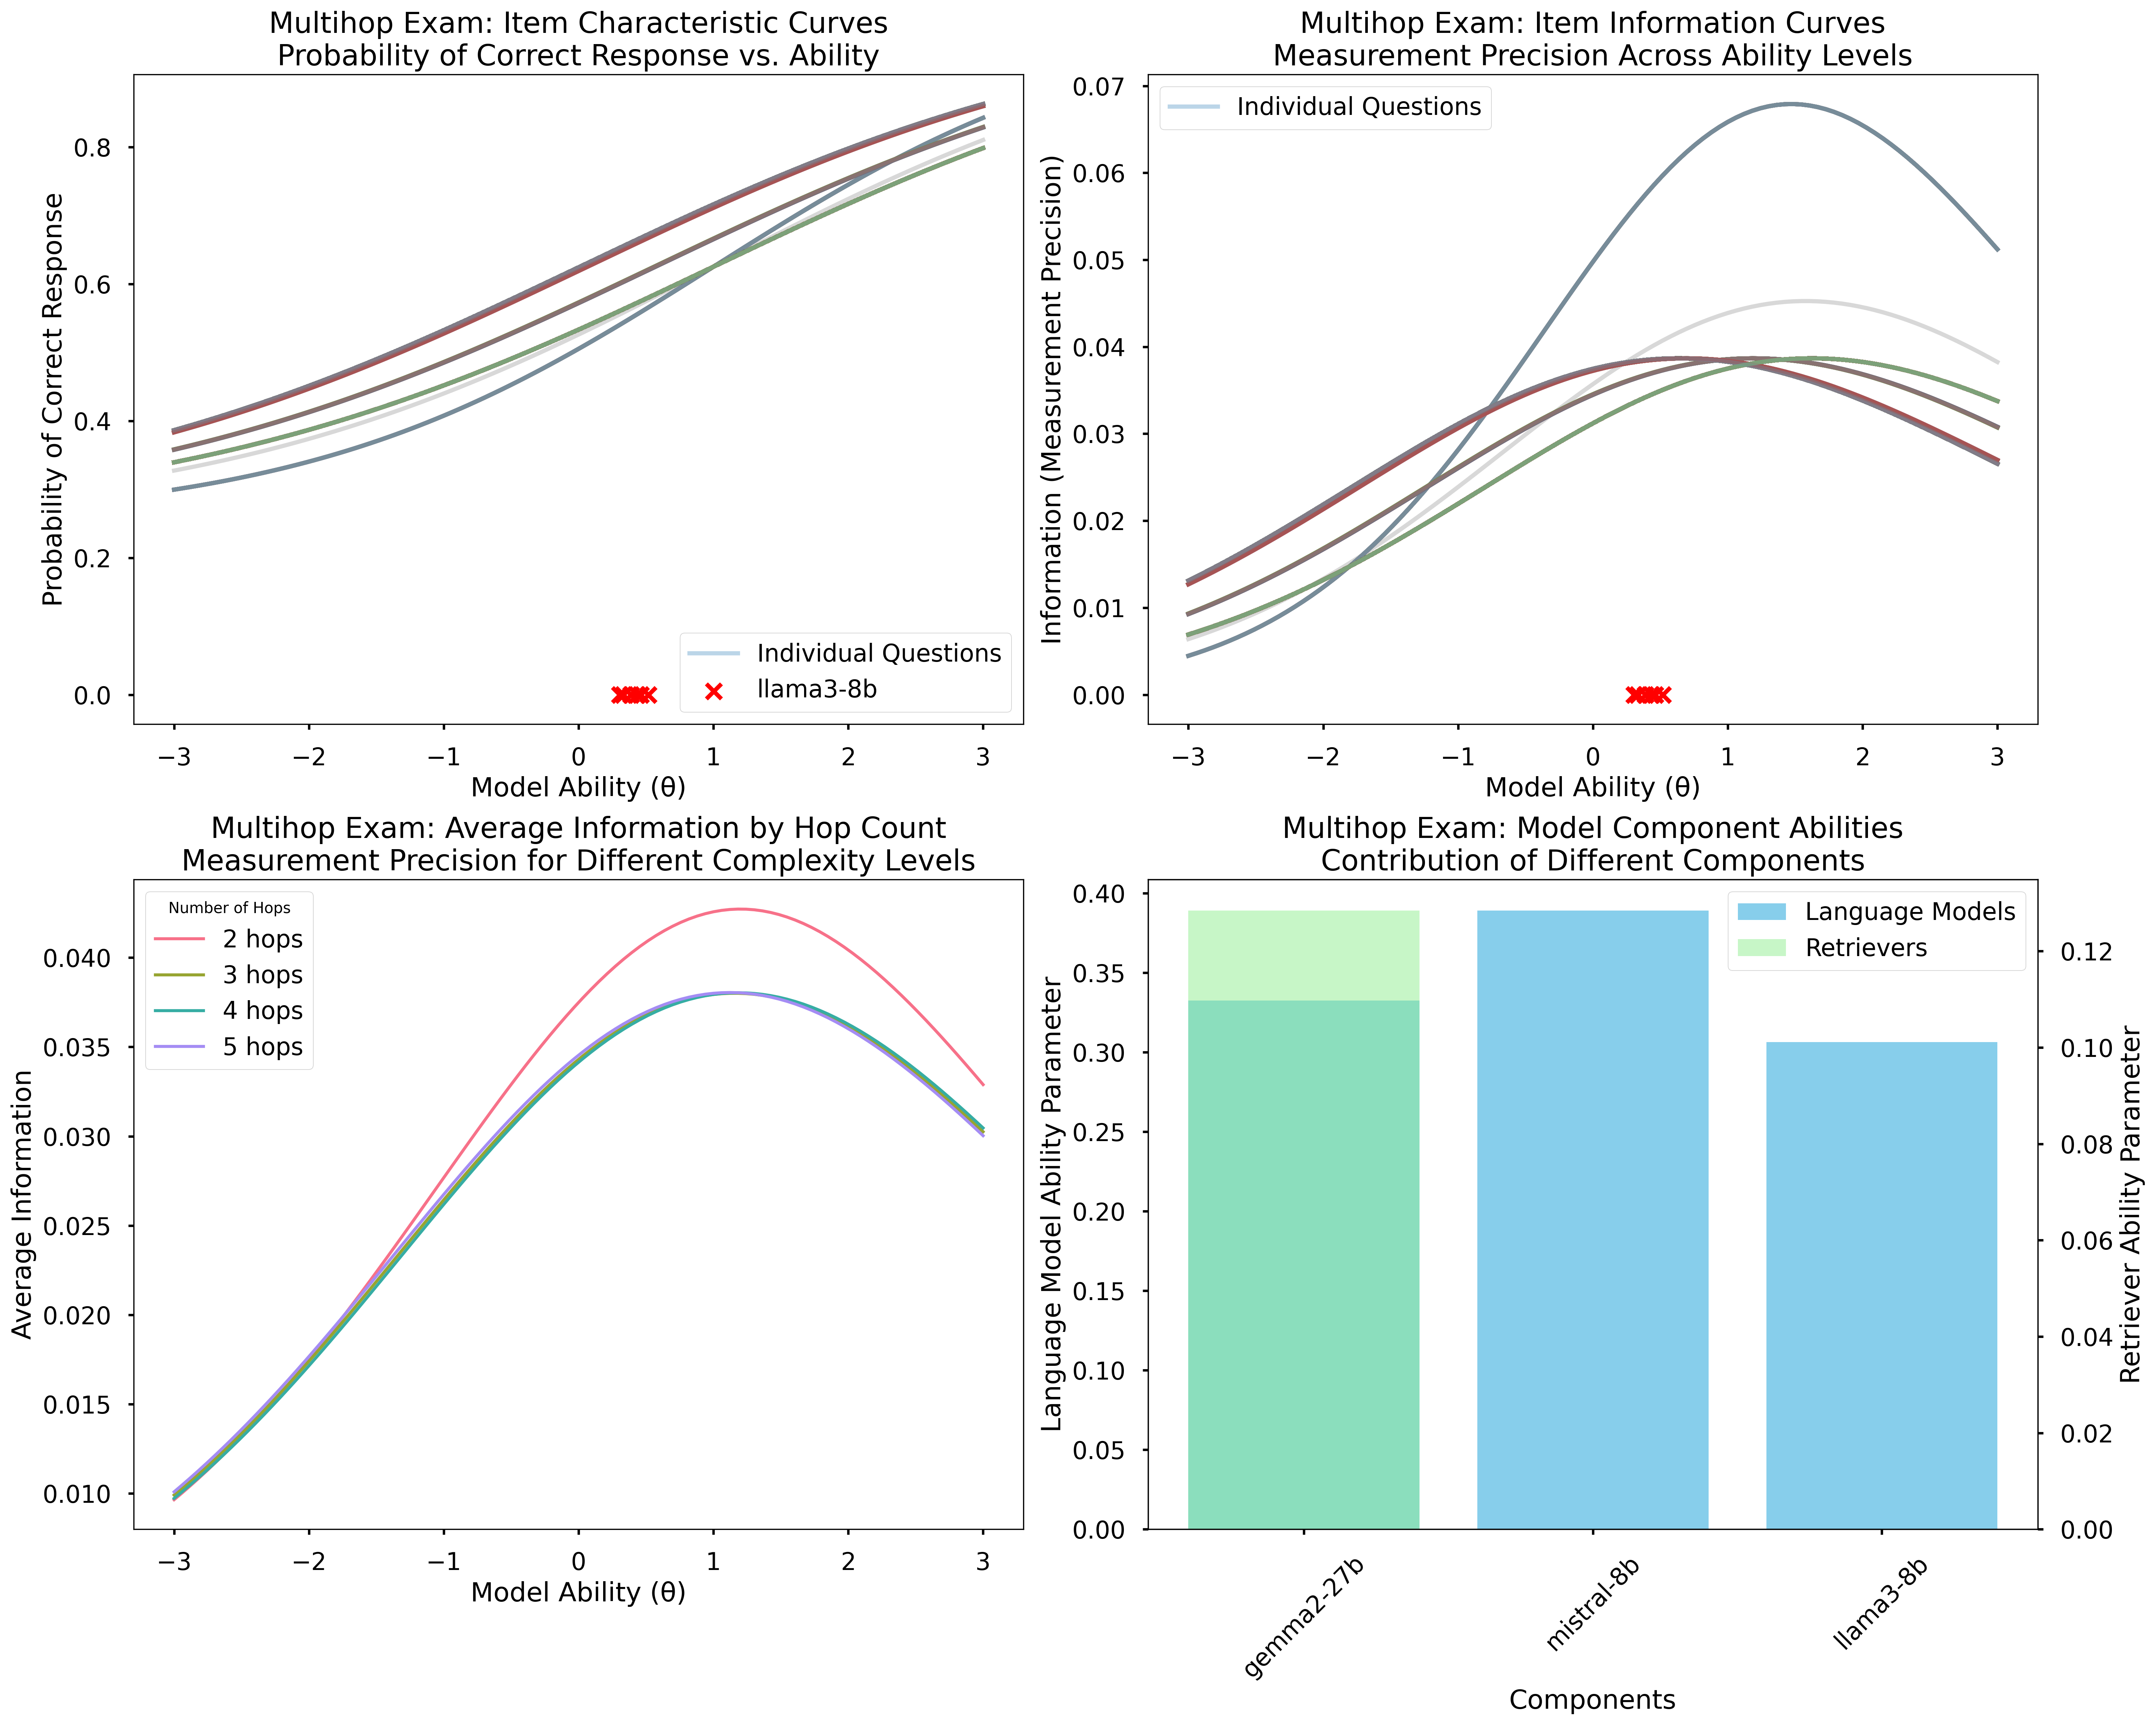 Multihop Exam: Item Characteristic Curves
Probability of Correct Response vs. Ability
Probability of Correct Response
0.8
0.6
0.4
0.2
0.0
Individual Questions
llama3-8b
−3
−2
−1
0
1
2
3
Model Ability (θ)
Multihop Exam: Item Information Curves
Measurement Precision Across Ability Levels
Information (Measurement Precision)
0.07
0.06
0.05
0.04
0.03
0.02
0.01
0.00
Individual Questions
−3
−2
−1
0
1
2
3
Model Ability (θ)
Multihop Exam: Average Information by Hop Count
Measurement Precision for Different Complexity Levels
Average Information
0.040
0.035
0.030
0.025
0.020
0.015
0.010
Number of Hops
2 hops
3 hops
4 hops
5 hops
−3
−2
−1
0
1
2
3
Model Ability (θ)
Multihop Exam: Model Component Abilities
Contribution of Different Components
Language Model Ability Parameter
0.40
0.35
0.30
0.25
0.20
0.15
0.10
0.05
0.00
Language Models
Retrievers
0.12
0.10
0.08
0.06
0.04
0.02
0.00
Retriever Ability Parameter
gemma2-27b
mistral-8b
llama3-8b
Components